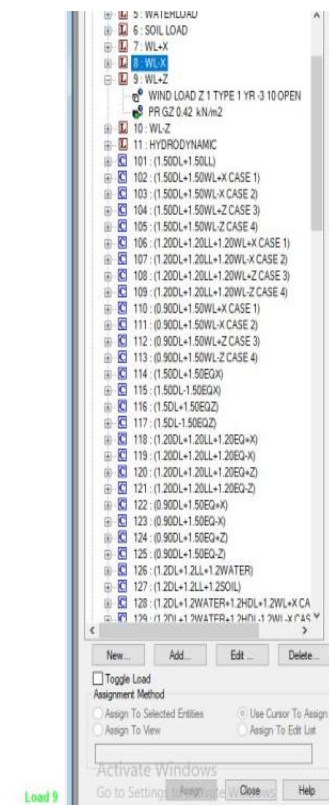 5 : WATERLOAD
6 : SOIL LOAD
7 : WL+X
8 : WL-X
9 : WL+Z
WIND LOAD Z 1 TYPE 1 YR -3 10 OPEN
PR GZ 0.42 kN/m2
10 : WL-Z
11 : HYDRODYNAMIC
101 : (1.50DL+1.50LL)
102 : (1.50DL+1.50WL+X CASE 1)
103 : (1.50DL+1.50WL-X CASE 2)
104 : (1.50DL+1.50WL+Z CASE 3)
105 : (1.50DL+1.50WL-Z CASE 4)
106 : (1.20DL+1.20LL+1.20WL+X CASE 1)
107 : (1.20DL+1.20LL+1.20WL-X CASE 2)
108 : (1.20DL+1.20LL+1.20WL+Z CASE 3)
109 : (1.20DL+1.20LL+1.20WL-Z CASE 4)
110 : (0.90DL+1.50WL+X CASE 1)
111 : (0.90DL+1.50WL-X CASE 2)
112 : (0.90DL+1.50WL+Z CASE 3)
113 : (0.90DL+1.50WL-Z CASE 4)
114 : (1.50DL+1.50EQX)
115 : (1.50DL-1.50EQX)
116 : (1.5DL+1.50EQZ)
117 : (1.5DL-1.50EQZ)
118 : (1.20DL+1.20LL+1.20EQ+X)
119 : (1.20DL+1.20LL+1.20EQ-X)
120 : (1.20DL+1.20LL+1.20EQ+Z)
121 : (1.20DL+1.20LL+1.20EQ-Z)
122 : (0.90DL+1.50EQ+X)
123 : (0.90DL+1.50EQ-X)
124 : (0.90DL+1.50EQ+Z)
125 : (0.90DL+1.50EQ-Z)
126 : (1.2DL+1.2LL+1.2WATER)
127 : (1.2DL+1.2LL+1.2SOIL)
128 : (1.2DL+1.2WATER+1.2HDL+1.2WL+X CA
129 : (1.2DL+1.2WATER+1.2HDL-1.2WL-X CAS
New... Add... Edit ... Delete...
Toggle Load
Assignment Method
Assign To Selected Entities Use Cursor To Assign
Assign To View Assign To Edit List
Activate Windows
Go to Settings Assign Close Help
Load 9